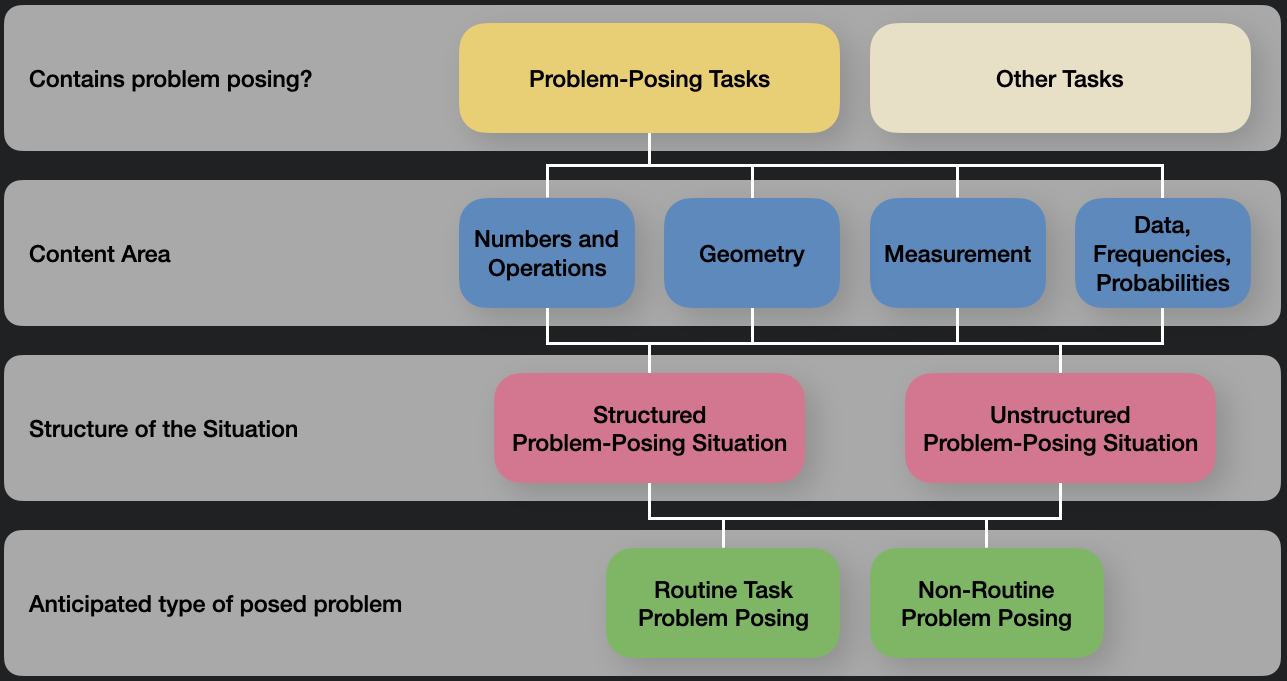 Contains problem posing?
Problem-Posing Tasks
Other Tasks
Content Area
Numbers and
Operations
Geometry
Measurement
Data,
Frequencies,
Probabilities
Structure of the Situation
Structured
Problem-Posing Situation
Unstructured
Problem-Posing Situation
Anticipated type of posed problem
Routine Task
Problem Posing
Non-Routine
Problem Posing